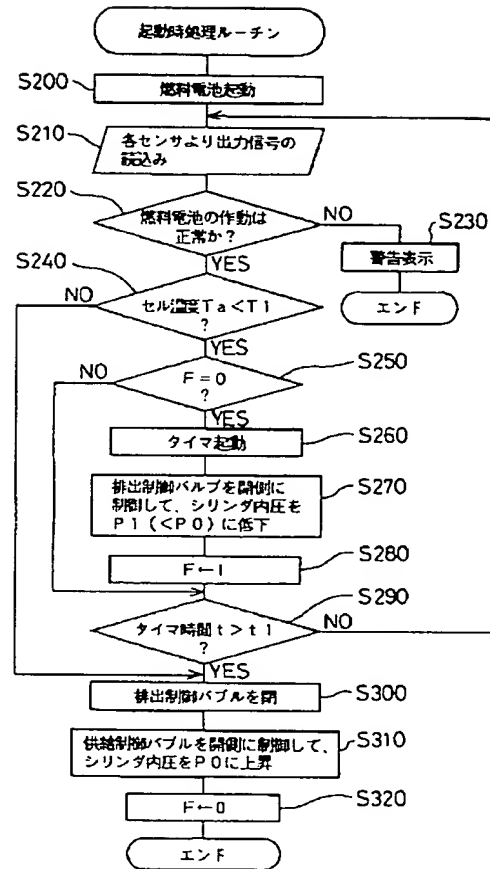 起動時処理ルーチン
S200
燃料電池起動
S210
各センサより出力信号の
読込み
S220
燃料電池の作動は
正常か?
NO
S230
警告表示
エンド
YES
S240
NO
セル温度Ta<T1
?
YES
S250
NO
F=0
?
YES
S260
タイマ起動
S270
排出制御バルブを開側に
制御して、シリンダ内圧を
P1(<P0)に低下
S280
F←1
S290
タイマ時間t>t1
?
NO
YES
S300
排出制御バブルを閉
S310
供給制御バブルを開側に制御して、
シリンダ内圧をP0に上昇
S320
F←0
エンド